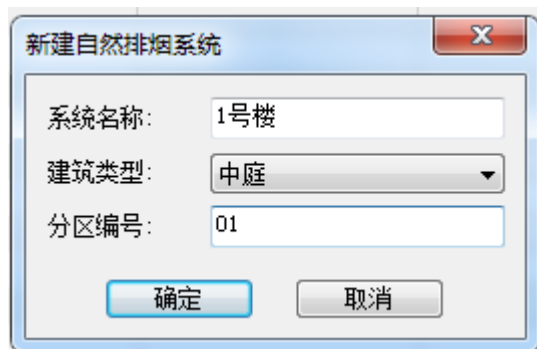 新建自然排烟系统
系统名称: 1号楼
建筑类型: 中庭
分区编号: 01
确定 取消